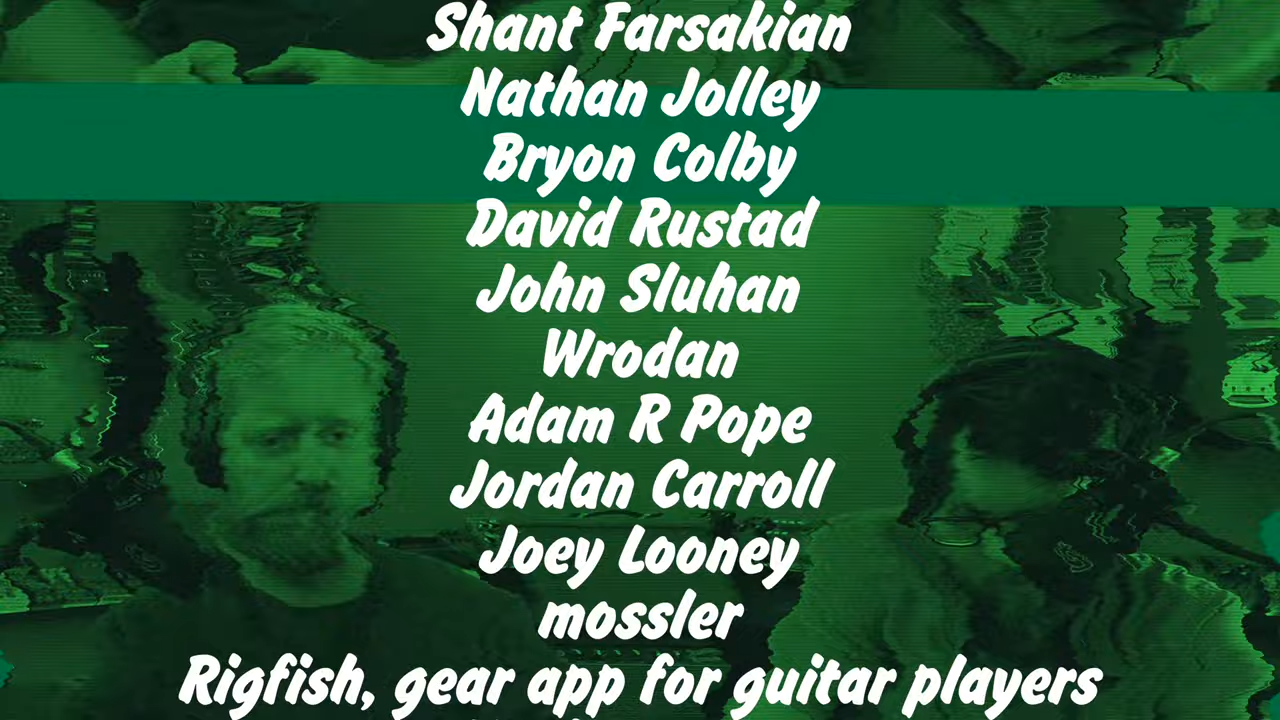 Shant Farsakian
Nathan Jolley
Bryon Colby
David Rustad
John Sluhan
Wrodan
Adam R Pope
Jordan Carroll
Joey Looney
mossler
Rigfish, gear app for guitar players